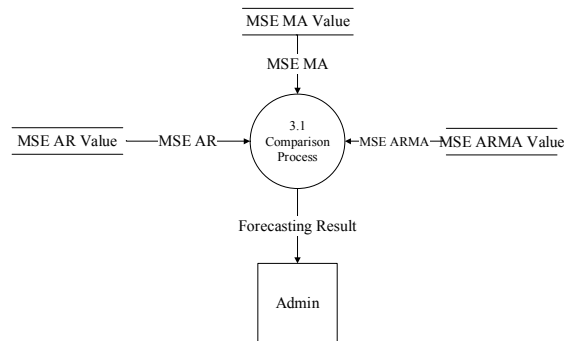 MSE MA Value
MSE MA
3.1
Comparison
Process
MSE AR Value
MSE AR
MSE ARMA
MSE ARMA Value
Forecasting Result
Admin